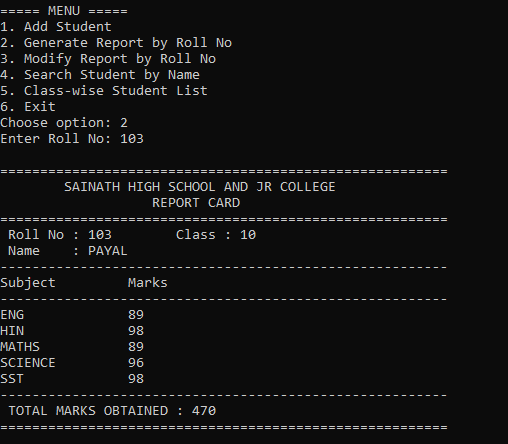 ===== MENU =====
1. Add Student
2. Generate Report by Roll No
3. Modify Report by Roll No
4. Search Student by Name
5. Class-wise Student List
6. Exit
Choose option: 2
Enter Roll No: 103

========================================================
        SAINATH HIGH SCHOOL AND JR COLLEGE
                   REPORT CARD
========================================================
 Roll No : 103        Class : 10
 Name    : PAYAL
--------------------------------------------------------
Subject         Marks
--------------------------------------------------------
ENG             89
HIN             98
MATHS           89
SCIENCE         96
SST             98
--------------------------------------------------------
 TOTAL MARKS OBTAINED : 470
========================================================